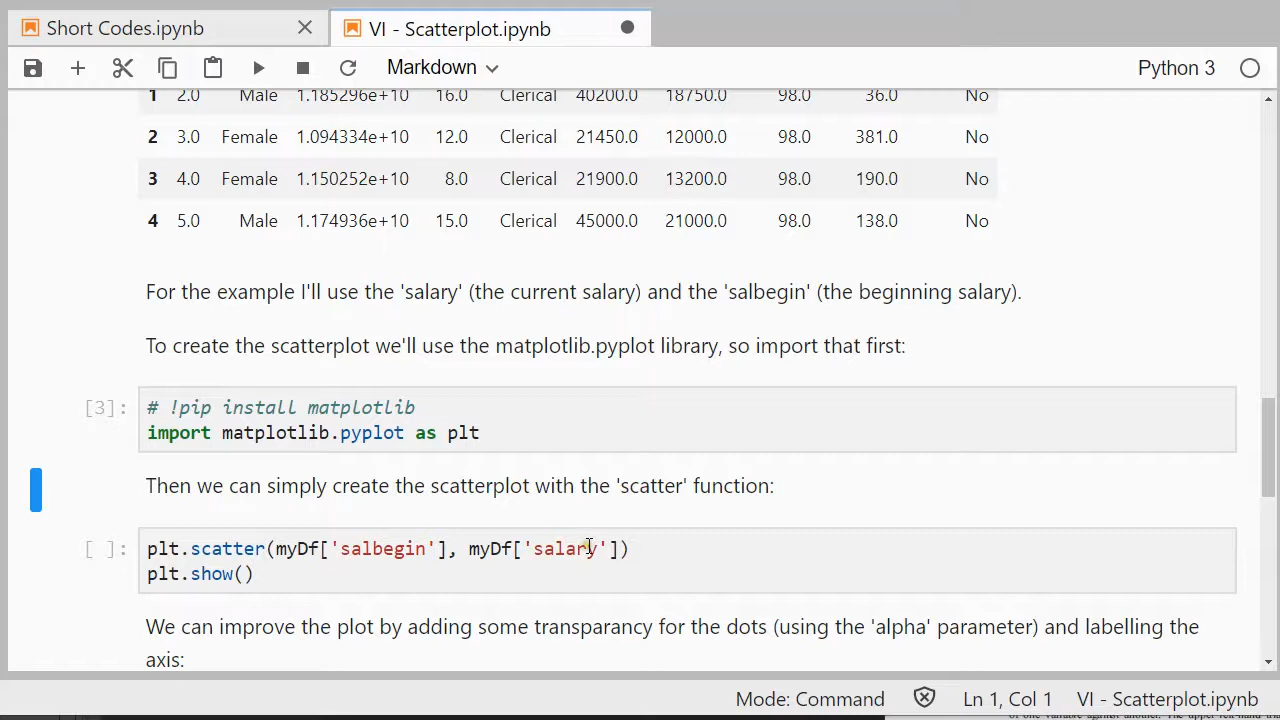 Short Codes.ipynb
VI - Scatterplot.ipynb
Markdown
Python 3
1 2.0 Male 1.185296e+10 16.0 Clerical 40200.0 18750.0 98.0 36.0 No
2 3.0 Female 1.094334e+10 12.0 Clerical 21450.0 12000.0 98.0 381.0 No
3 4.0 Female 1.150252e+10 8.0 Clerical 21900.0 13200.0 98.0 190.0 No
4 5.0 Male 1.174936e+10 15.0 Clerical 45000.0 21000.0 98.0 138.0 No
For the example I'll use the 'salary' (the current salary) and the 'salbegin' (the beginning salary).
To create the scatterplot we'll use the matplotlib.pyplot library, so import that first:
[3]: # !pip install matplotlib
import matplotlib.pyplot as plt
Then we can simply create the scatterplot with the 'scatter' function:
[ ]: plt.scatter(myDf['salbegin'], myDf['salary'])
plt.show()
We can improve the plot by adding some transparancy for the dots (using the 'alpha' parameter) and labelling the
axis:
Mode: Command Ln 1, Col 1 VI - Scatterplot.ipynb